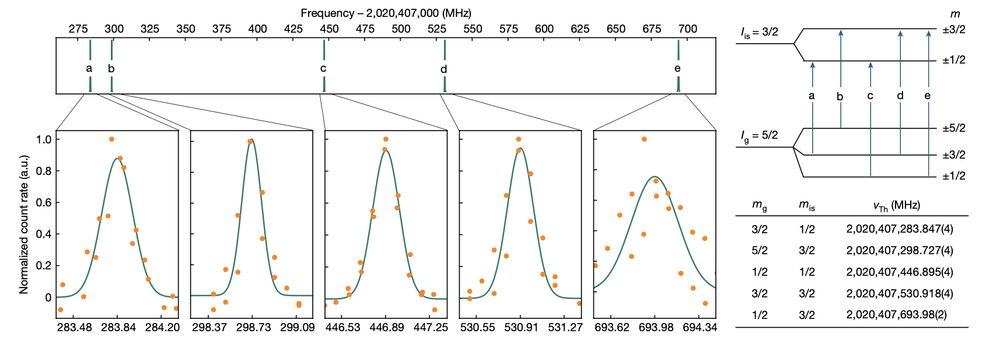 Frequency – 2,020,407,000 (MHz)
275 300 325 350 375 400 425 450 475 500 525 550 575 600 625 650 675 700
a b c d e
Normalized count rate (a.u.)
1.0
0.8
0.6
0.4
0.2
0
283.48 283.84 284.20 298.37 298.73 299.09 446.53 446.89 447.25 530.55 530.91 531.27 693.62 693.98 694.34
m
I_is = 3/2
±3/2
±1/2
a b c d e
I_g = 5/2
±5/2
±3/2
±1/2
m_g m_is ν_Th (MHz)
3/2 1/2 2,020,407,283.847(4)
5/2 3/2 2,020,407,298.727(4)
1/2 1/2 2,020,407,446.895(4)
3/2 3/2 2,020,407,530.918(4)
1/2 3/2 2,020,407,693.98(2)